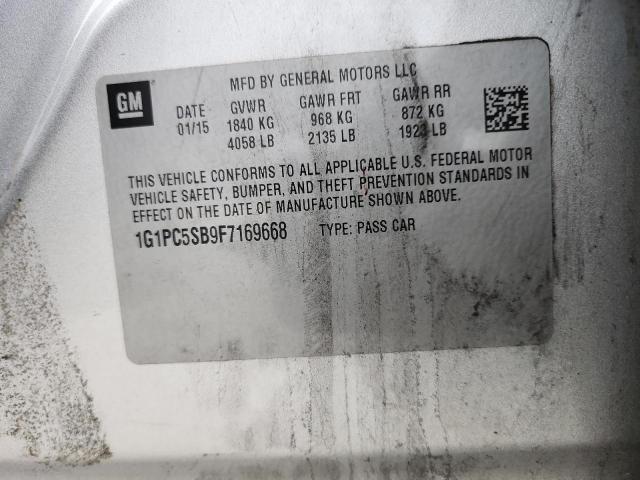 MFD BY GENERAL MOTORS LLC
GM
DATE GVWR GAWR FRT GAWR RR
01/15 1840 KG 968 KG 872 KG
4058 LB 2135 LB 1923 LB
THIS VEHICLE CONFORMS TO ALL APPLICABLE U.S. FEDERAL MOTOR
VEHICLE SAFETY, BUMPER, AND THEFT PREVENTION STANDARDS IN
EFFECT ON THE DATE OF MANUFACTURE SHOWN ABOVE.
1G1PC5SB9F7169668 TYPE: PASS CAR